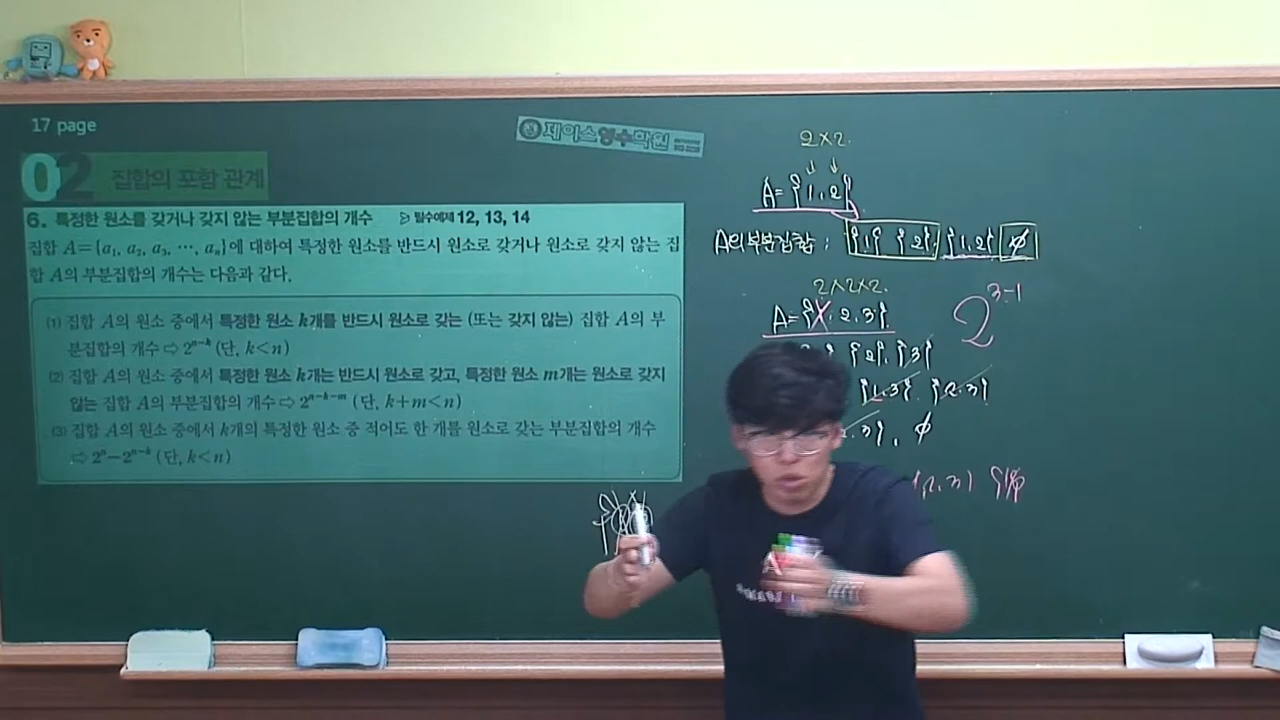 17 page
제이스영수학원
02 집합의 포함 관계
6. 특정한 원소를 갖거나 갖지 않는 부분집합의 개수 ▷ 필수예제 12, 13, 14
집합 A={a₁, a₂, a₃, ⋯, aₙ}에 대하여 특정한 원소를 반드시 원소로 갖거나 원소로 갖지 않는 집
합 A의 부분집합의 개수는 다음과 같다.
(1) 집합 A의 원소 중에서 특정한 원소 k개를 반드시 원소로 갖는 (또는 갖지 않는) 집합 A의 부
분집합의 개수 ⇨ 2ⁿ⁻ᵏ (단, k<n)
(2) 집합 A의 원소 중에서 특정한 원소 k개는 반드시 원소로 갖고, 특정한 원소 m개는 원소로 갖지
않는 집합 A의 부분집합의 개수 ⇨ 2ⁿ⁻ᵏ⁻ᵐ (단, k+m<n)
(3) 집합 A의 원소 중에서 k개의 특정한 원소 중 적어도 한 개를 원소로 갖는 부분집합의 개수
⇨ 2ⁿ-2ⁿ⁻ᵏ (단, k<n)
2×2.
A={1, 2}
A의 부분집합 : {1} {2}, {1, 2} ∅
2×2×2.
A={1, 2, 3}
2³⁻¹
{2}, {3}
{1, 3}, {2, 3}
3}, ∅